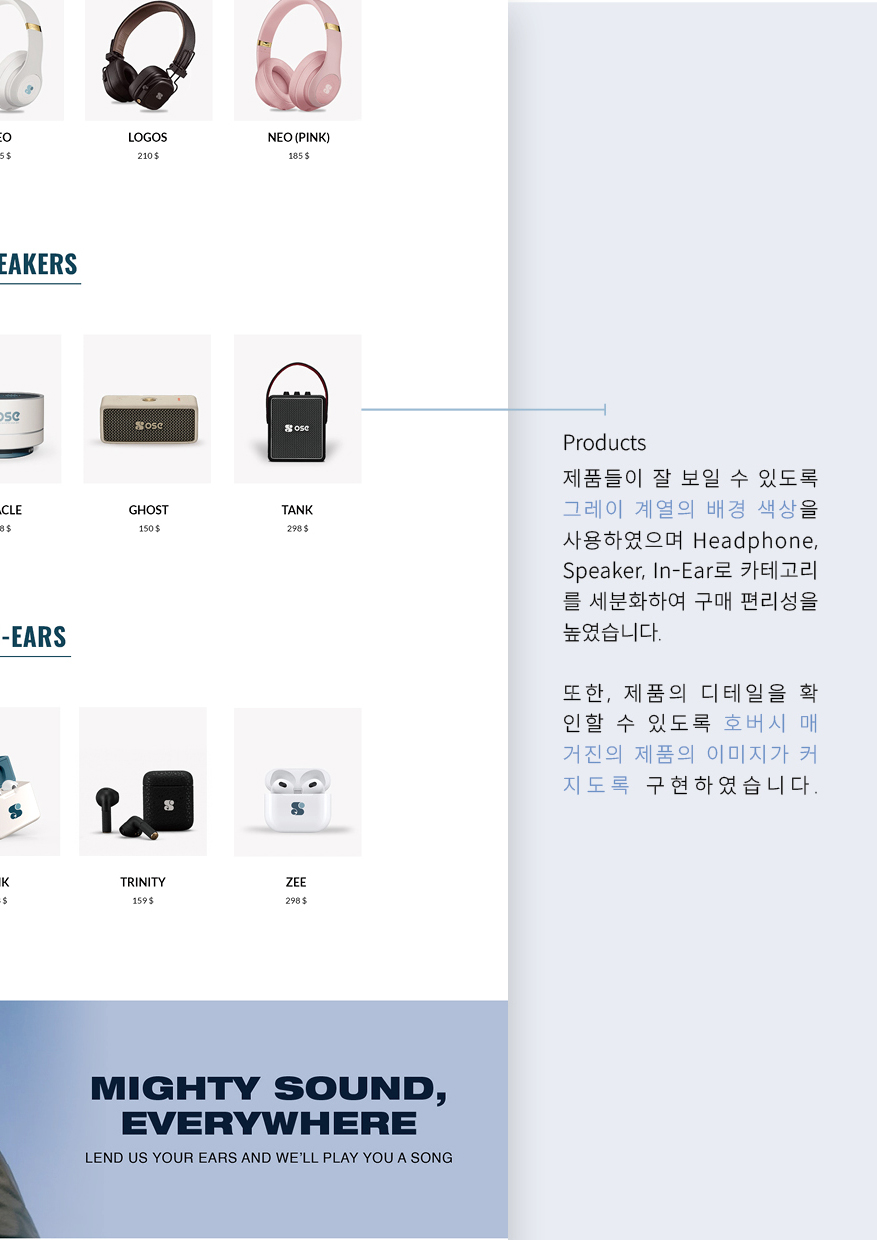 LOGOS
NEO (PINK)
210 $
185 $
EAKERS
ose
ose
ose
ACLE
GHOST
TANK
8 $
150 $
298 $
-EARS
TRINITY
ZEE
159 $
298 $
MIGHTY SOUND,
EVERYWHERE
LEND US YOUR EARS AND WE'LL PLAY YOU A SONG
Products
제품들이 잘 보일 수 있도록
그레이 계열의 배경 색상을
사용하였으며 Headphone,
Speaker, In-Ear로 카테고리
를 세분화하여 구매 편리성을
높였습니다.
또한, 제품의 디테일을 확
인할 수 있도록 호버시 매
거진의 제품의 이미지가 커
지도록 구현하였습니다.